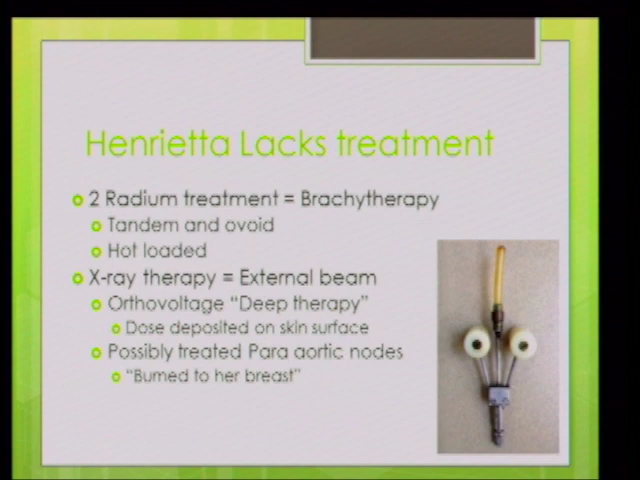 Henrietta Lacks treatment
2 Radium treatment = Brachytherapy
Tandem and ovoid
Hot loaded
X-ray therapy = External beam
Orthovoltage “Deep therapy”
Dose deposited on skin surface
Possibly treated Para aortic nodes
“Burned to her breast”